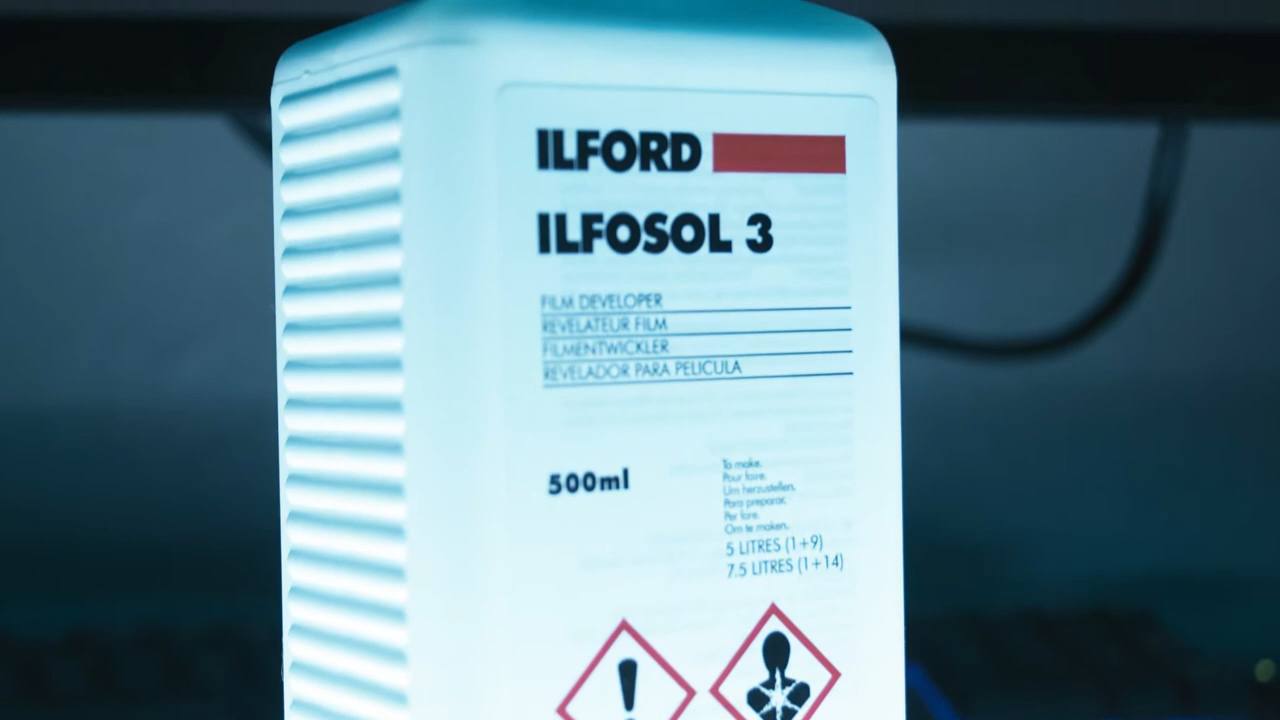 ILFORD
ILFOSOL 3
FILM DEVELOPER
REVELATEUR FILM
FILMENTWICKLER
REVELADOR PARA PELICULA
500ml
To make.
Pour faire.
Um herzustellen.
Para preparar.
Per fare.
Om te maken.
5 LITRES (1+9)
7.5 LITRES (1+14)